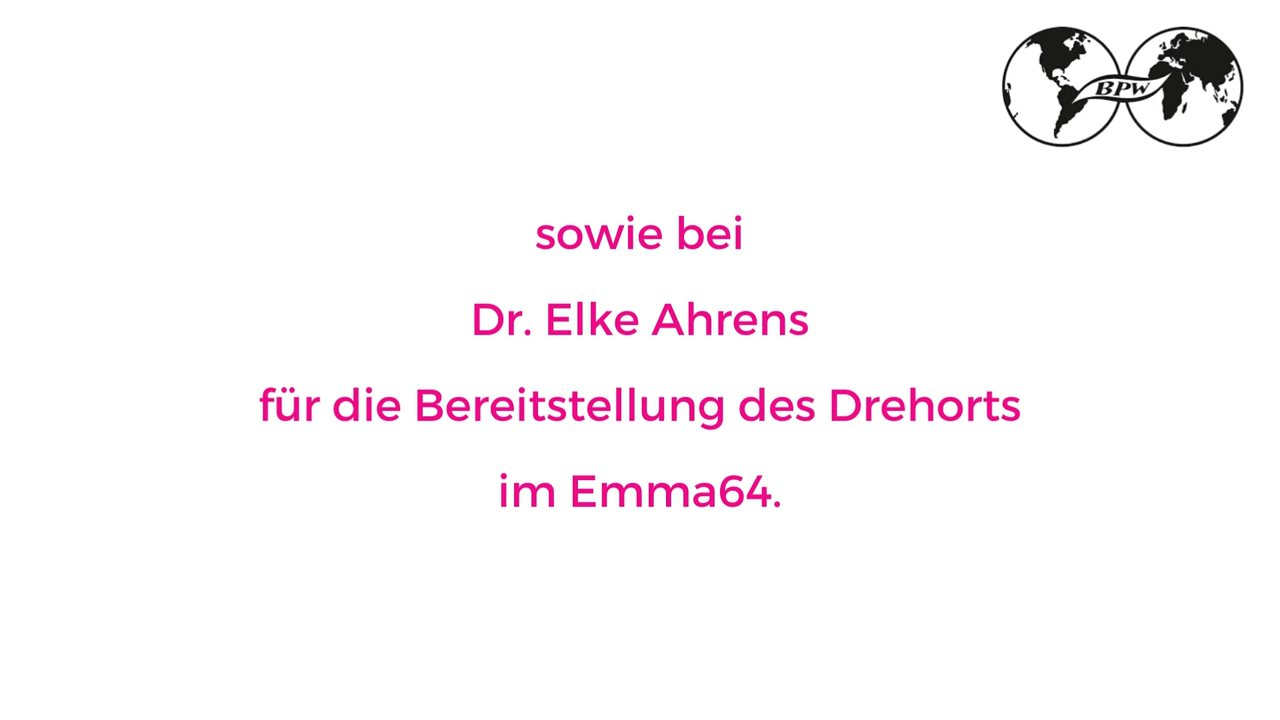 BPW
sowie bei
Dr. Elke Ahrens
für die Bereitstellung des Drehorts
im Emma64.